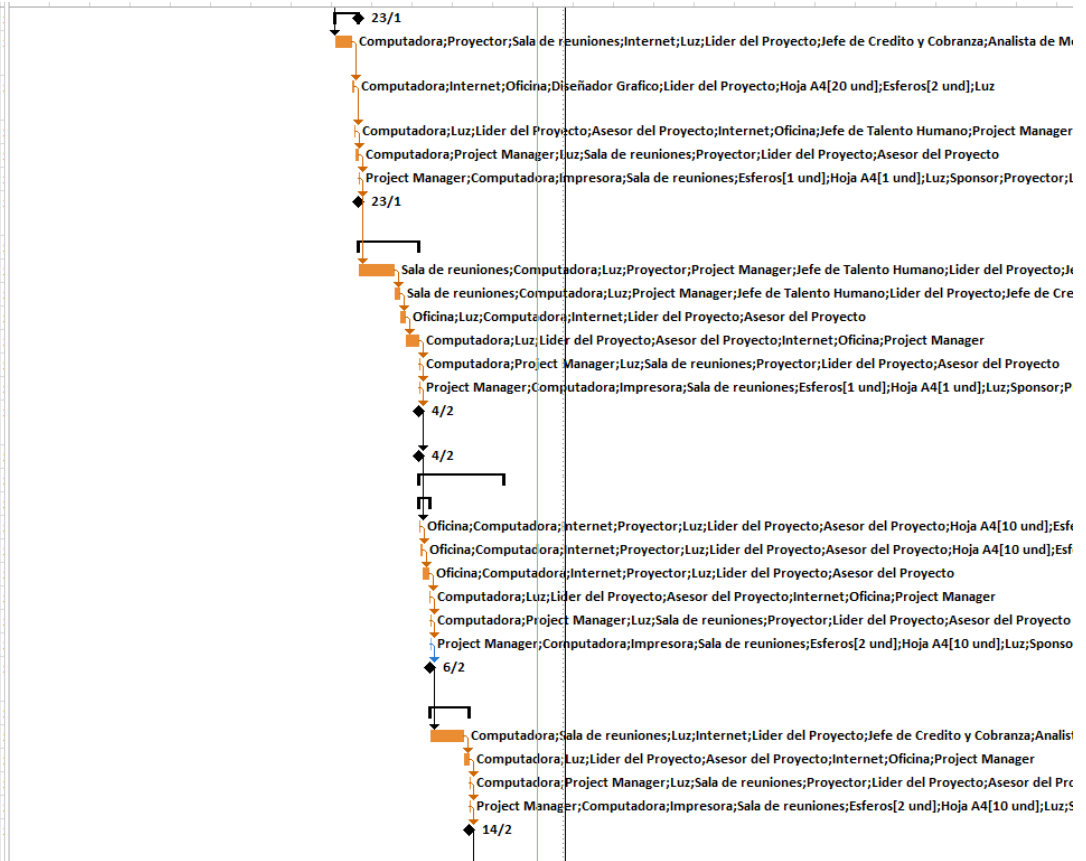 23/1
Computadora;Proyector;Sala de reuniones;Internet;Luz;Lider del Proyecto;Jefe de Credito y Cobranza;Analista de
Computadora;Internet;Oficina;Diseñador Grafico;Lider del Proyecto;Hoja A4[20 und];Esferos[2 und];Luz
Computadora;Luz;Lider del Proyecto;Asesor del Proyecto;Internet;Oficina;Jefe de Talento Humano;Project Manager
Computadora;Project Manager;Luz;Sala de reuniones;Proyector;Lider del Proyecto;Asesor del Proyecto
Project Manager;Computadora;Impresora;Sala de reuniones;Esferos[1 und];Hoja A4[1 und];Luz;Sponsor;Proyector;L
23/1
Sala de reuniones;Computadora;Luz;Proyector;Project Manager;Jefe de Talento Humano;Lider del Proyecto;Je
Sala de reuniones;Computadora;Luz;Project Manager;Jefe de Talento Humano;Lider del Proyecto;Jefe de Cre
Oficina;Luz;Computadora;Internet;Lider del Proyecto;Asesor del Proyecto
Computadora;Luz;Lider del Proyecto;Asesor del Proyecto;Internet;Oficina;Project Manager
Computadora;Project Manager;Luz;Sala de reuniones;Proyector;Lider del Proyecto;Asesor del Proyecto
Project Manager;Computadora;Impresora;Sala de reuniones;Esferos[1 und];Hoja A4[1 und];Luz;Sponsor;P
4/2
4/2
Oficina;Computadora;Internet;Proyector;Luz;Lider del Proyecto;Asesor del Proyecto;Hoja A4[10 und];Esfe
Oficina;Computadora;Internet;Proyector;Luz;Lider del Proyecto;Asesor del Proyecto;Hoja A4[10 und];Esf
Oficina;Computadora;Internet;Proyector;Luz;Lider del Proyecto;Asesor del Proyecto
Computadora;Luz;Lider del Proyecto;Asesor del Proyecto;Internet;Oficina;Project Manager
Computadora;Project Manager;Luz;Sala de reuniones;Proyector;Lider del Proyecto;Asesor del Proyecto
Project Manager;Computadora;Impresora;Sala de reuniones;Esferos[2 und];Hoja A4[10 und];Luz;Sponso
6/2
Computadora;Sala de reuniones;Luz;Internet;Lider del Proyecto;Jefe de Credito y Cobranza;Analist
Computadora;Luz;Lider del Proyecto;Asesor del Proyecto;Internet;Oficina;Project Manager
Computadora;Project Manager;Luz;Sala de reuniones;Proyector;Lider del Proyecto;Asesor del Pro
Project Manager;Computadora;Impresora;Sala de reuniones;Esferos[2 und];Hoja A4[10 und];Luz;S
14/2